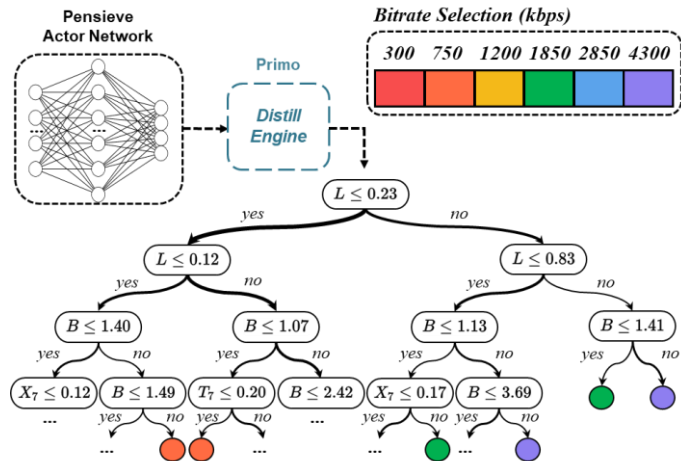 Pensieve
Actor Network
Primo
Distill
Engine
Bitrate Selection (kbps)
300 750 1200 1850 2850 4300
L ≤ 0.23
yes no
L ≤ 0.12 L ≤ 0.83
yes no yes no
B ≤ 1.40 B ≤ 1.07 B ≤ 1.13 B ≤ 1.41
yes no yes no yes no yes no
X₇ ≤ 0.12 B ≤ 1.49 T₇ ≤ 0.20 B ≤ 2.42 X₇ ≤ 0.17 B ≤ 3.69
... yes no yes no ... yes no yes no
... ... ... ...